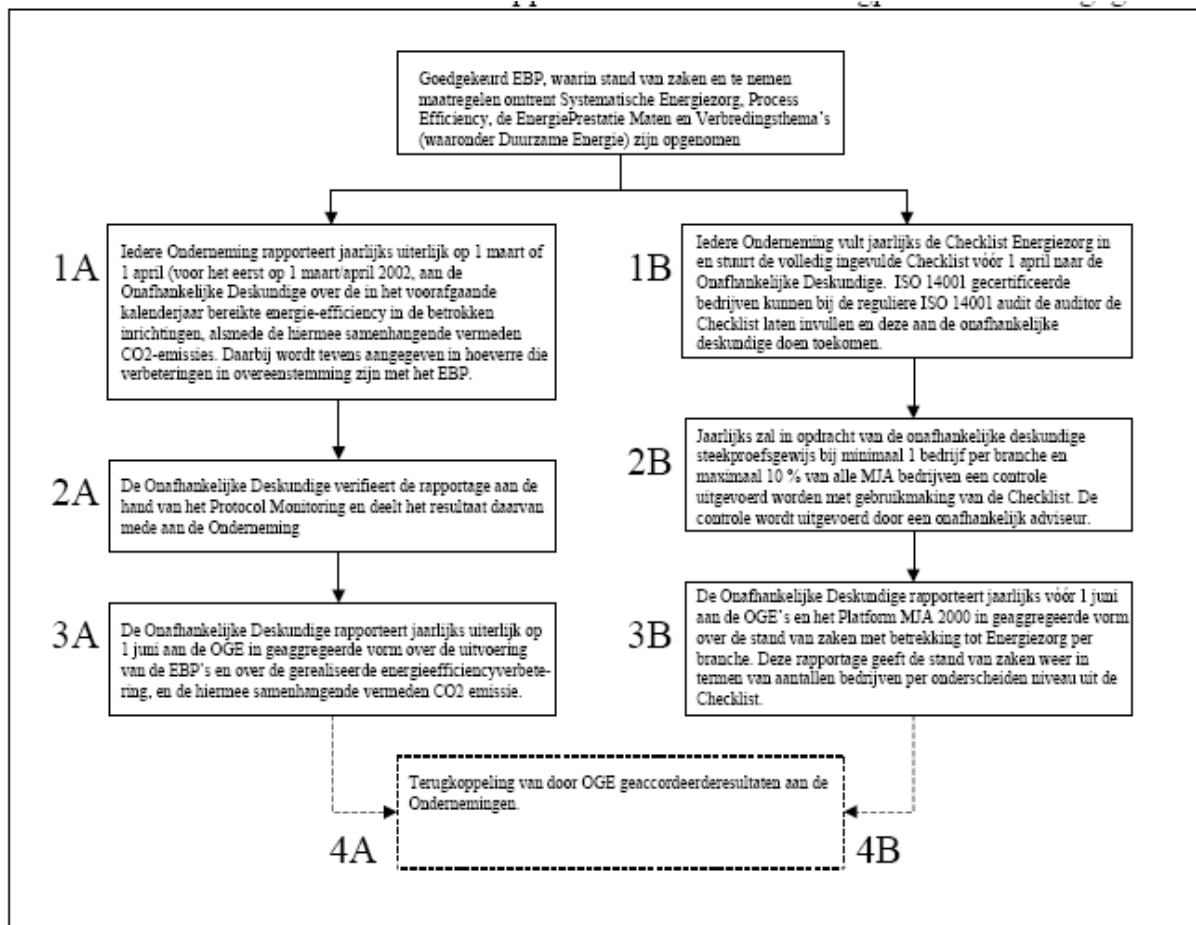 Goedgekeurd EBP, waarin stand van zaken en te nemen
maatregelen omtrent Systematische Energiezorg, Process
Efficiency, de EnergiePrestatie Maten en Verbredingsthema's
(waaronder Duurzame Energie) zijn opgenomen
1A
Iedere Onderneming rapporteert jaarlijks uiterlijk op 1 maart of
1 april (voor het eerst op 1 maart/april 2002, aan de
Onafhankelijke Deskundige over de in het voorafgaande
kalenderjaar bereikte energie-efficiency in de betrokken
inrichtingen, alsmede de hiermee samenhangende vermeden
CO2-emissies. Daarbij wordt tevens aangegeven in hoeverre die
verbeteringen in overeenstemming zijn met het EBP.
1B
Iedere Onderneming vult jaarlijks de Checklist Energiezorg in
en stuurt de volledig ingevulde Checklist vóór 1 april naar de
Onafhankelijke Deskundige. ISO 14001 gecertificeerde
bedrijven kunnen bij de reguliere ISO 14001 audit de auditor de
Checklist laten invullen en deze aan de onafhankelijke
deskundige doen toekomen.
2A
De Onafhankelijke Deskundige verifieert de rapportage aan de
hand van het Protocol Monitoring en deelt het resultaat daarvan
mede aan de Onderneming
2B
Jaarlijks zal in opdracht van de onafhankelijke deskundige
steekproefsgewijs bij minimaal 1 bedrijf per branche en
maximaal 10 % van alle MJA bedrijven een controle
uitgevoerd worden met gebruikmaking van de Checklist. De
controle wordt uitgevoerd door een onafhankelijk adviseur.
3A
De Onafhankelijke Deskundige rapporteert jaarlijks uiterlijk op
1 juni aan de OGE in geaggregeerde vorm over de uitvoering
van de EBP's en over de gerealiseerde energieefficiencyverbete-
ring, en de hiermee samenhangende vermeden CO2 emissie.
3B
De Onafhankelijke Deskundige rapporteert jaarlijks vóór 1 juni
aan de OGE's en het Platform MJA 2000 in geaggregeerde vorm
over de stand van zaken met betrekking tot Energiezorg per
branche. Deze rapportage geeft de stand van zaken weer in
termen van aantallen bedrijven per onderscheiden niveau uit de
Checklist.
Terugkoppeling van door OGE geaccordeerderesultaten aan de
Ondernemingen.
4A
4B